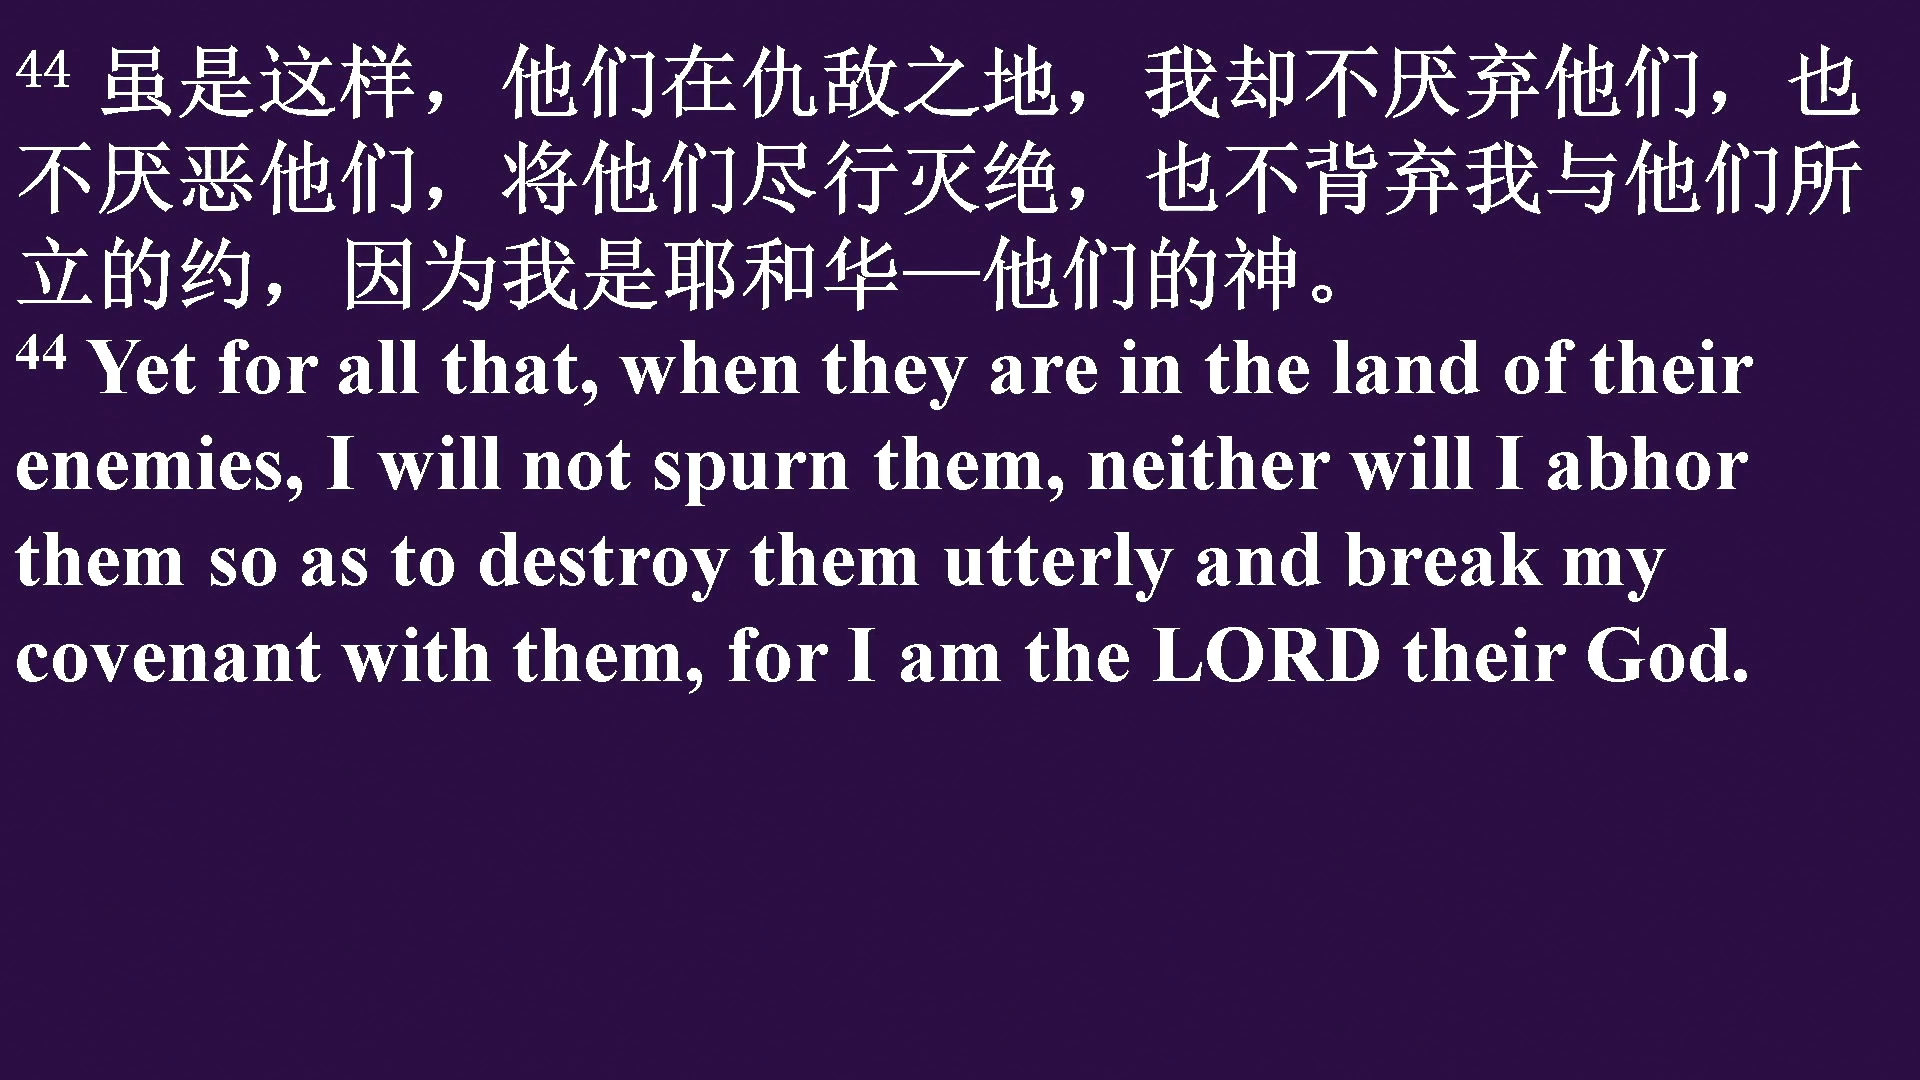 44 虽是这样，他们在仇敌之地，我却不厌弃他们，也
不厌恶他们，将他们尽行灭绝，也不背弃我与他们所
立的约，因为我是耶和华—他们的神。
44 Yet for all that, when they are in the land of their
enemies, I will not spurn them, neither will I abhor
them so as to destroy them utterly and break my
covenant with them, for I am the LORD their God.